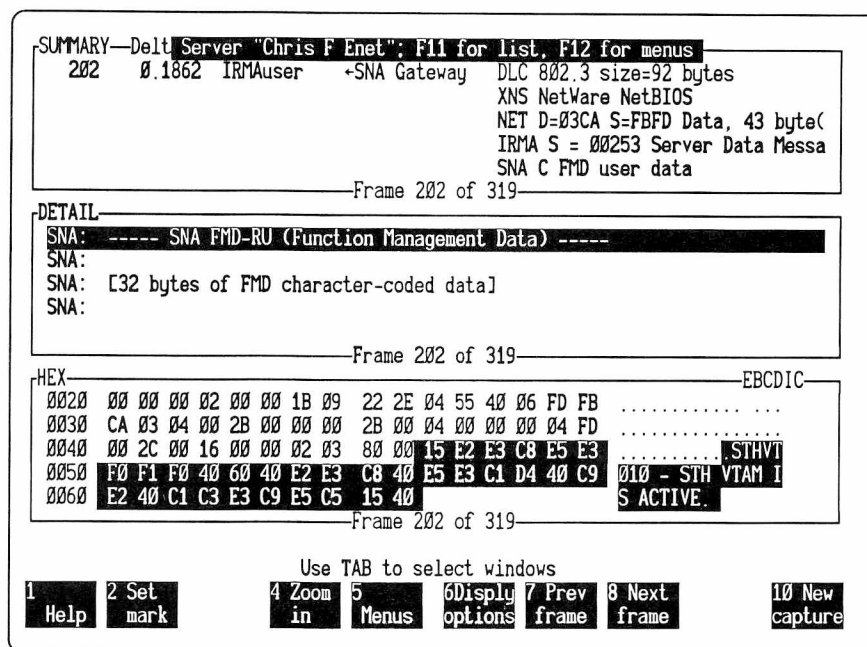 SUMMARY—Delt Server "Chris F Enet"; F11 for list, F12 for menus
202 0.1862 IRMAuser ←SNA Gateway DLC 802.3 size=92 bytes
XNS NetWare NetBIOS
NET D=03CA S=FBFD Data, 43 byte(
IRMA S = 00253 Server Data Messa
SNA C FMD user data
Frame 202 of 319
DETAIL
SNA: ----- SNA FMD-RU (Function Management Data) -----
SNA:
SNA: [32 bytes of FMD character-coded data]
SNA:
Frame 202 of 319
HEX EBCDIC
0020 00 00 00 02 00 00 1B 09 22 2E 04 55 40 06 FD FB ............. ...
0030 CA 03 04 00 2B 00 00 00 2B 00 04 00 00 00 04 FD ................
0040 00 2C 00 16 00 00 02 03 80 00 15 E2 E3 C8 E5 E3 ...........STHVT
0050 F0 F1 F0 40 60 40 E2 E3 C8 40 E5 E3 C1 D4 40 C9 010 - STH VTAM I
0060 E2 40 C1 C3 E3 C9 E5 C5 15 40 S ACTIVE.
Frame 202 of 319
Use TAB to select windows
1 Help 2 Set mark 4 Zoom in 5 Menus 6Disply options 7 Prev frame 8 Next frame 10 New capture